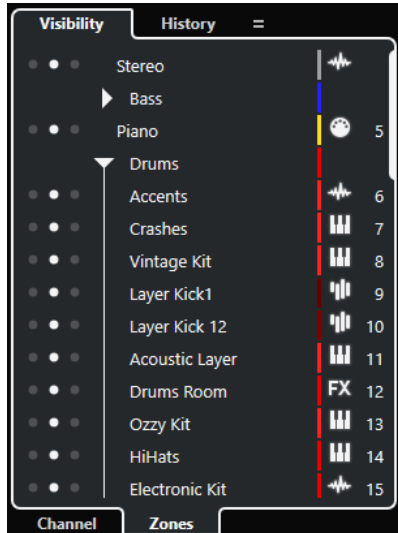 Visibility History =
Stereo
Bass
Piano 5
Drums
Accents 6
Crashes 7
Vintage Kit 8
Layer Kick1 9
Layer Kick 12 10
Acoustic Layer 11
Drums Room FX 12
Ozzy Kit 13
HiHats 14
Electronic Kit 15
Channel Zones